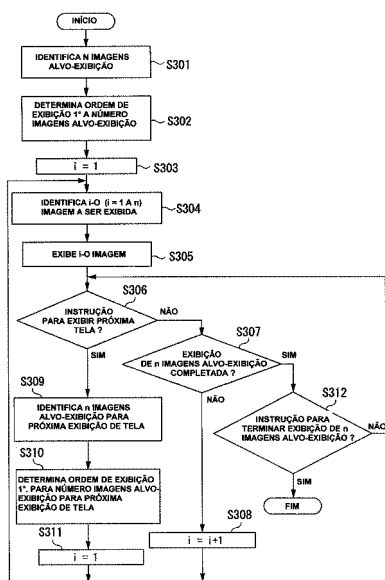 INÍCIO
IDENTIFICA N IMAGENS
ALVO-EXIBIÇÃO
S301
DETERMINA ORDEM DE
EXIBIÇÃO 1° A NÚMERO
IMAGENS ALVO-EXIBIÇÃO
S302
i = 1
S303
IDENTIFICA i-O (i = 1 A n)
IMAGEM A SER EXIBIDA
S304
EXIBE i-O IMAGEM
S305
S306
INSTRUÇÃO
PARA EXIBIR PRÓXIMA
TELA ?
NÃO
SIM
S307
EXIBIÇÃO
DE n IMAGENS ALVO-EXIBIÇÃO
COMPLETADA ?
SIM
NÃO
S312
INSTRUÇÃO PARA
TERMINAR EXIBIÇÃO DE n
IMAGENS ALVO-EXIBIÇÃO ?
NÃO
SIM
FIM
S309
IDENTIFICA n IMAGENS
ALVO-EXIBIÇÃO PARA
PRÓXIMA EXIBIÇÃO DE TELA
S310
DETERMINA ORDEM DE EXIBIÇÃO
1°. PARA NÚMERO IMAGENS ALVO-
EXIBIÇÃO PARA PRÓXIMA
EXIBIÇÃO DE TELA
S311
i = 1
S308
i = i+1